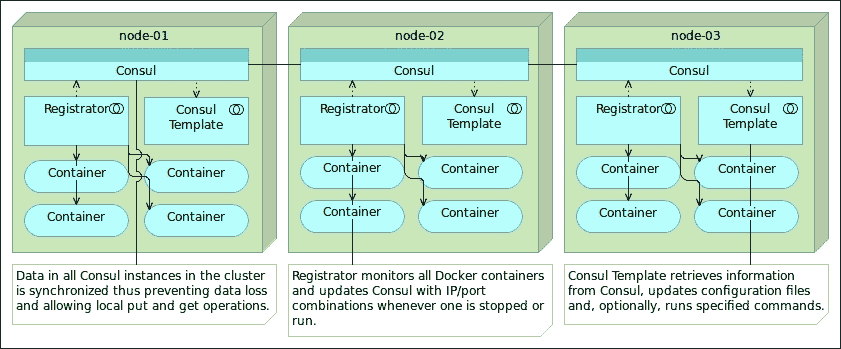 node-01
Consul
Registrator
Consul
Template
Container
Container
Container
Container
Data in all Consul instances in the cluster
is synchronized thus preventing data loss
and allowing local put and get operations.
node-02
Consul
Registrator
Consul
Template
Container
Container
Container
Container
Registrator monitors all Docker containers
and updates Consul with IP/port
combinations whenever one is stopped or
run.
node-03
Consul
Registrator
Consul
Template
Container
Container
Container
Container
Consul Template retrieves information
from Consul, updates configuration files
and, optionally, runs specified commands.